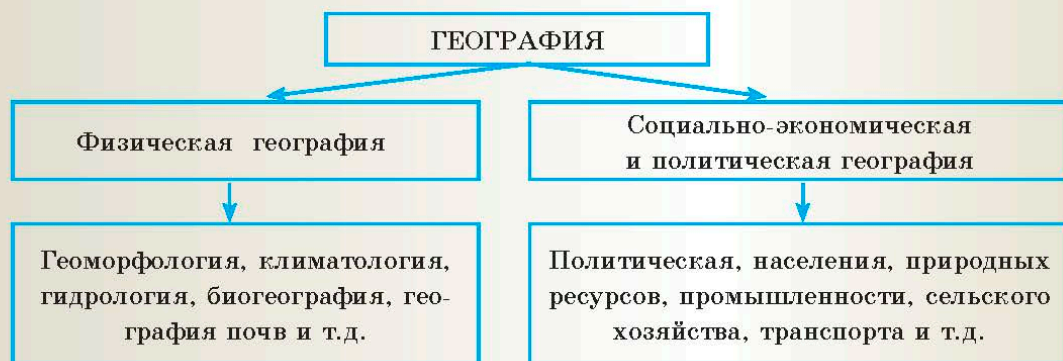 ГЕОГРАФИЯ
Физическая география
Социально-экономическая
и политическая география
Геоморфология, климатология,
гидрология, биогеография, гео-
графия почв и т.д.
Политическая, населения, природных
ресурсов, промышленности, сельского
хозяйства, транспорта и т.д.